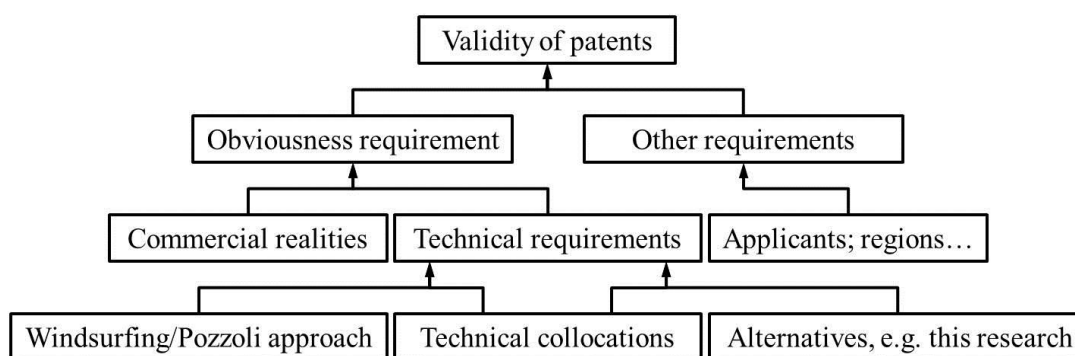 Validity of patents
Obviousness requirement
Other requirements
Commercial realities
Technical requirements
Applicants; regions…
Windsurfing/Pozzoli approach
Technical collocations
Alternatives, e.g. this research